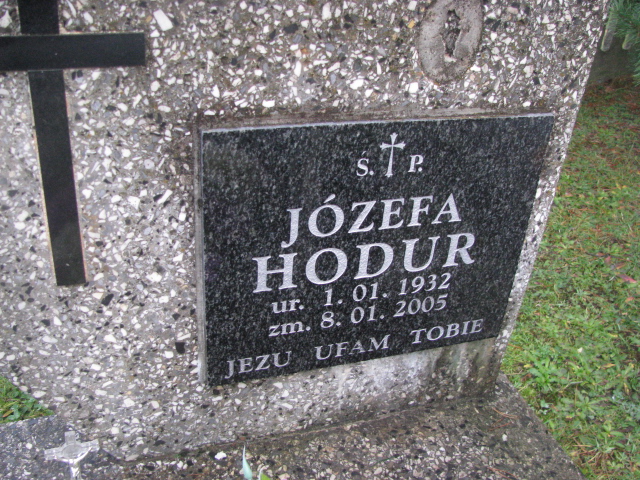 Ś. P.
JÓZEFA
HODUR
ur. 1. 01. 1932
zm. 8. 01. 2005
JEZU UFAM TOBIE